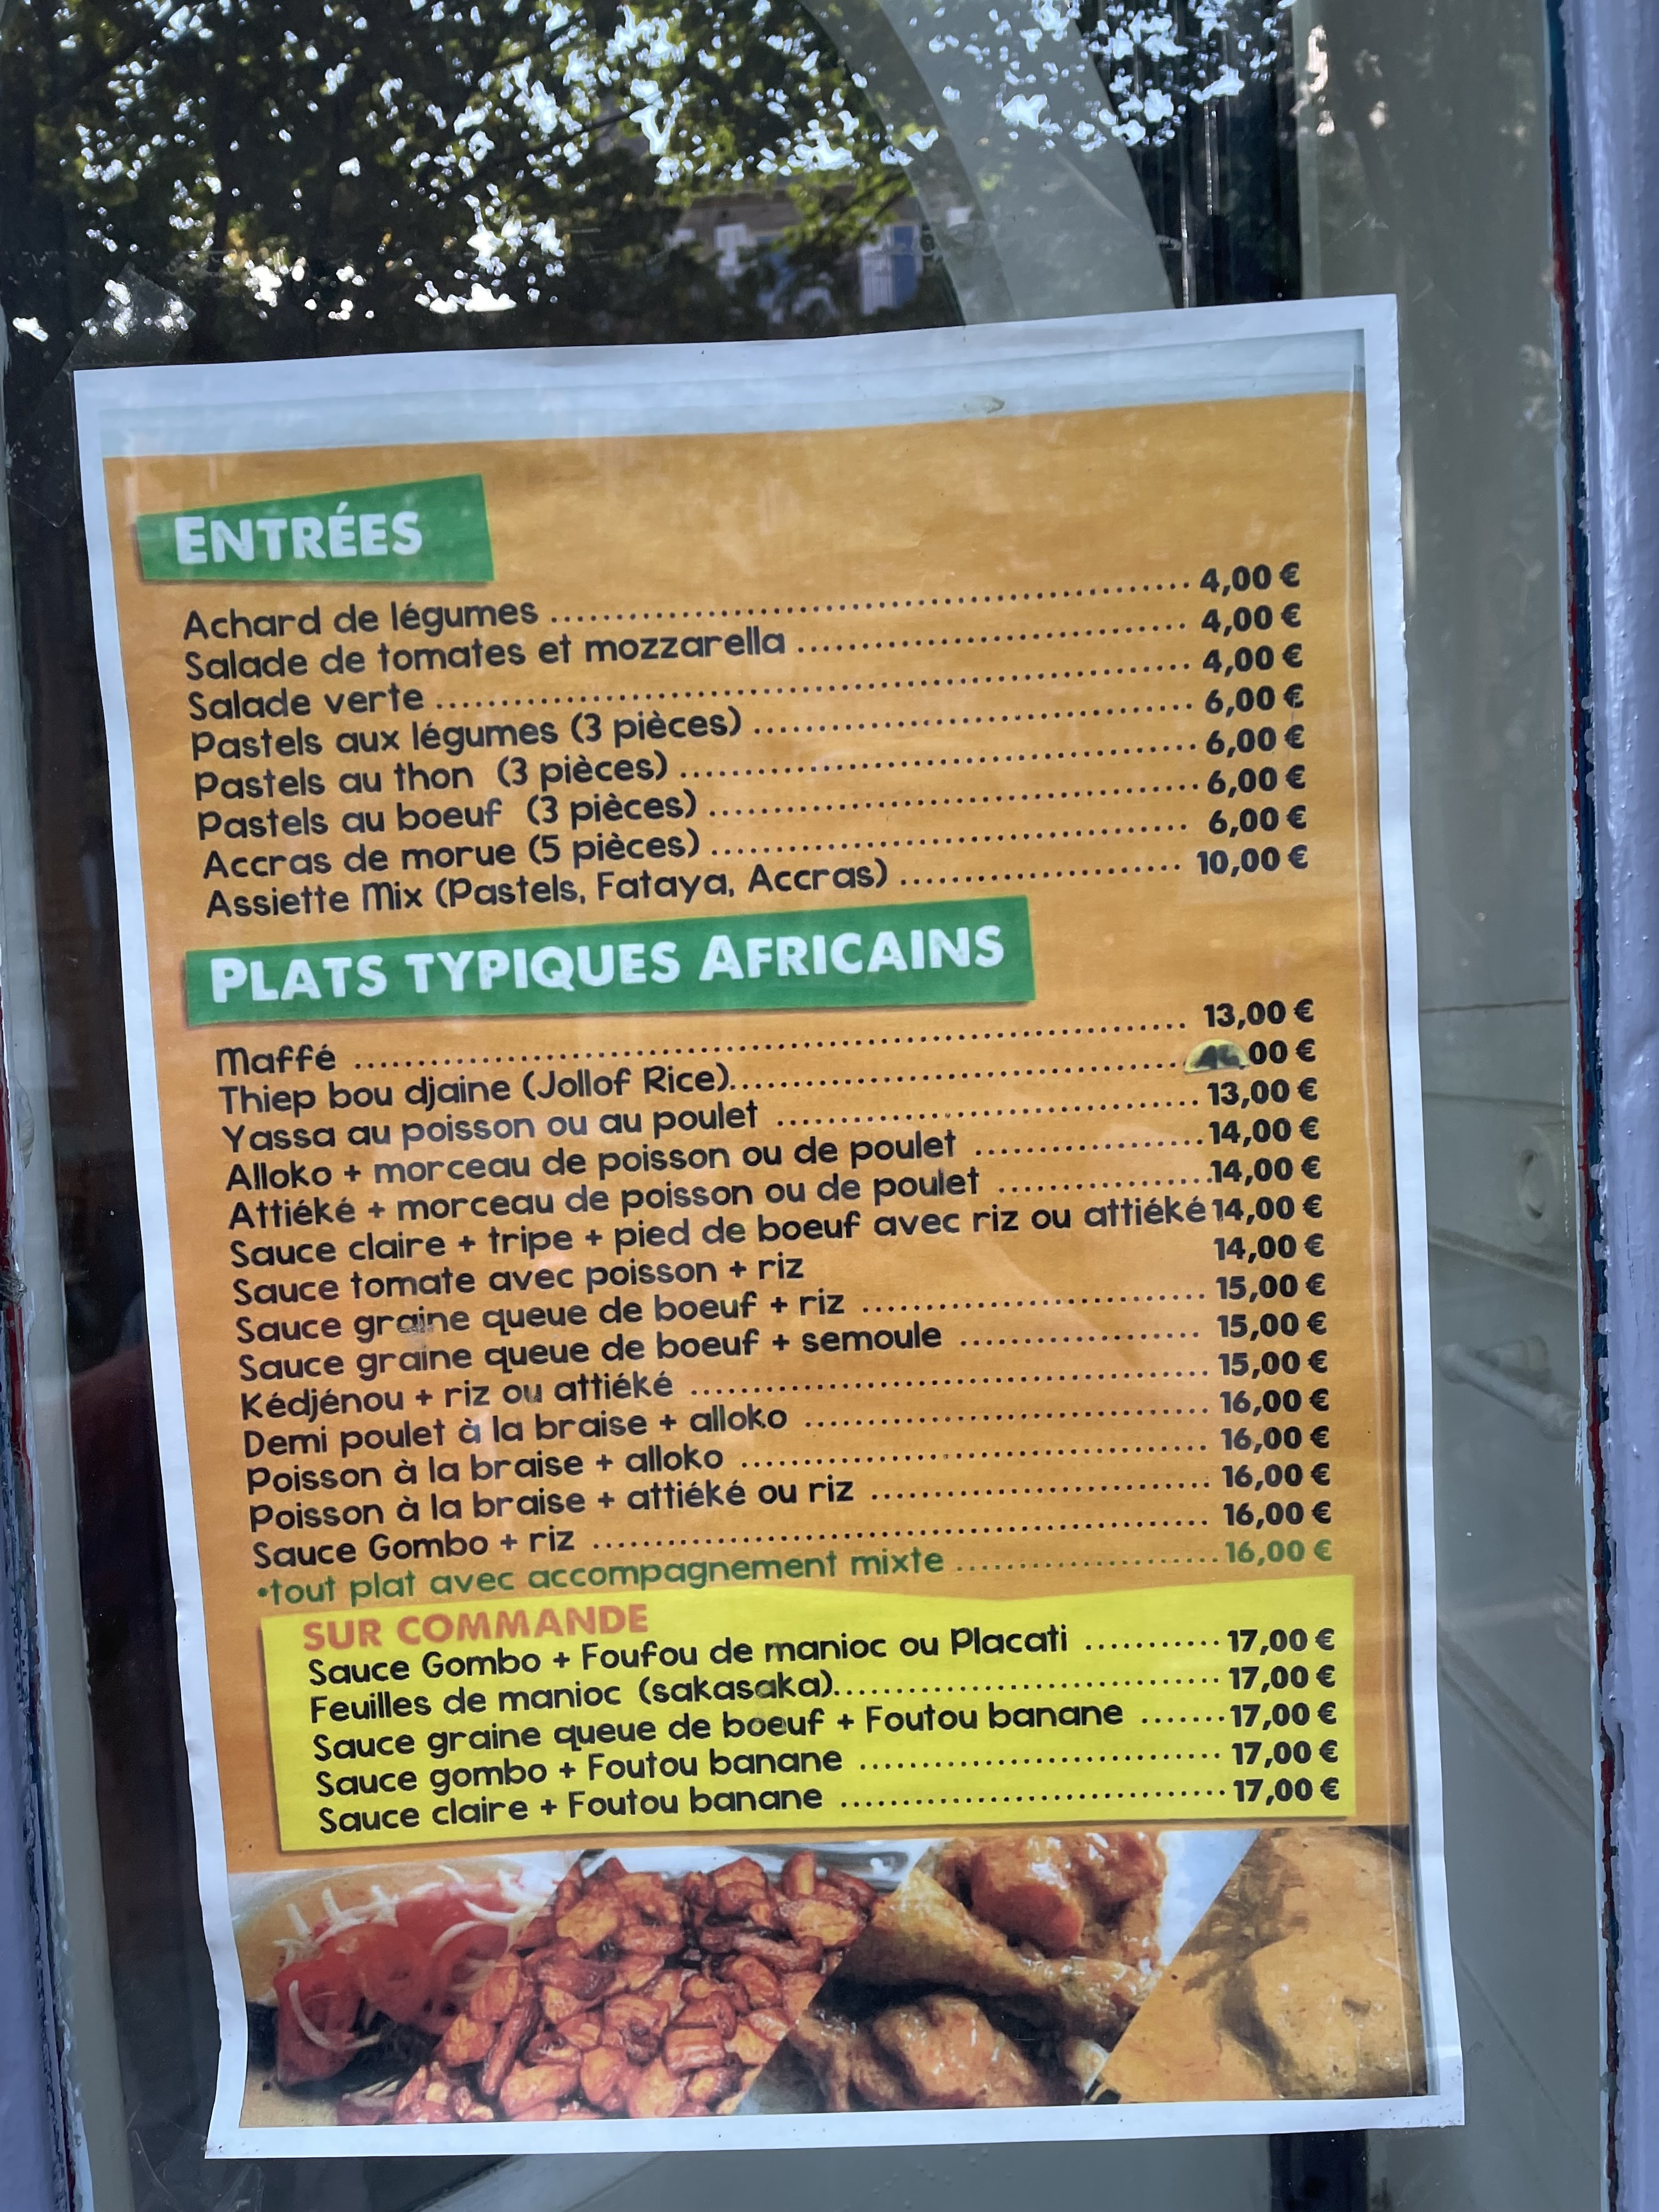 ENTRÉES
Achard de légumes ........ 4,00 €
Salade de tomates et mozzarella ........ 4,00 €
Salade verte ........ 4,00 €
Pastels aux légumes (3 pièces) ........ 6,00 €
Pastels au thon (3 pièces) ........ 6,00 €
Pastels au boeuf (3 pièces) ........ 6,00 €
Accras de morue (5 pièces) ........ 6,00 €
Assiette Mix (Pastels, Fataya, Accras) ........ 10,00 €
PLATS TYPIQUES AFRICAINS
Maffé ........ 13,00 €
Thiep bou djaine (Jollof Rice)........ 00 €
Yassa au poisson ou au poulet ........ 13,00 €
Alloko + morceau de poisson ou de poulet ........ 14,00 €
Attiéké + morceau de poisson ou de poulet ........ 14,00 €
Sauce claire + tripe + pied de boeuf avec riz ou attiéké 14,00 €
Sauce tomate avec poisson + riz 14,00 €
Sauce graine queue de boeuf + riz ........ 15,00 €
Sauce graine queue de boeuf + semoule ........ 15,00 €
Kédjénou + riz ou attiéké ........ 15,00 €
Demi poulet à la braise + alloko ........ 16,00 €
Poisson à la braise + alloko ........ 16,00 €
Poisson à la braise + attiéké ou riz ........ 16,00 €
Sauce Gombo + riz ........ 16,00 €
•tout plat avec accompagnement mixte ........ 16,00 €
SUR COMMANDE
Sauce Gombo + Foufou de manioc ou Placati ........ 17,00 €
Feuilles de manioc (sakasaka)........ 17,00 €
Sauce graine queue de boeuf + Foutou banane ....... 17,00 €
Sauce gombo + Foutou banane ........ 17,00 €
Sauce claire + Foutou banane ........ 17,00 €